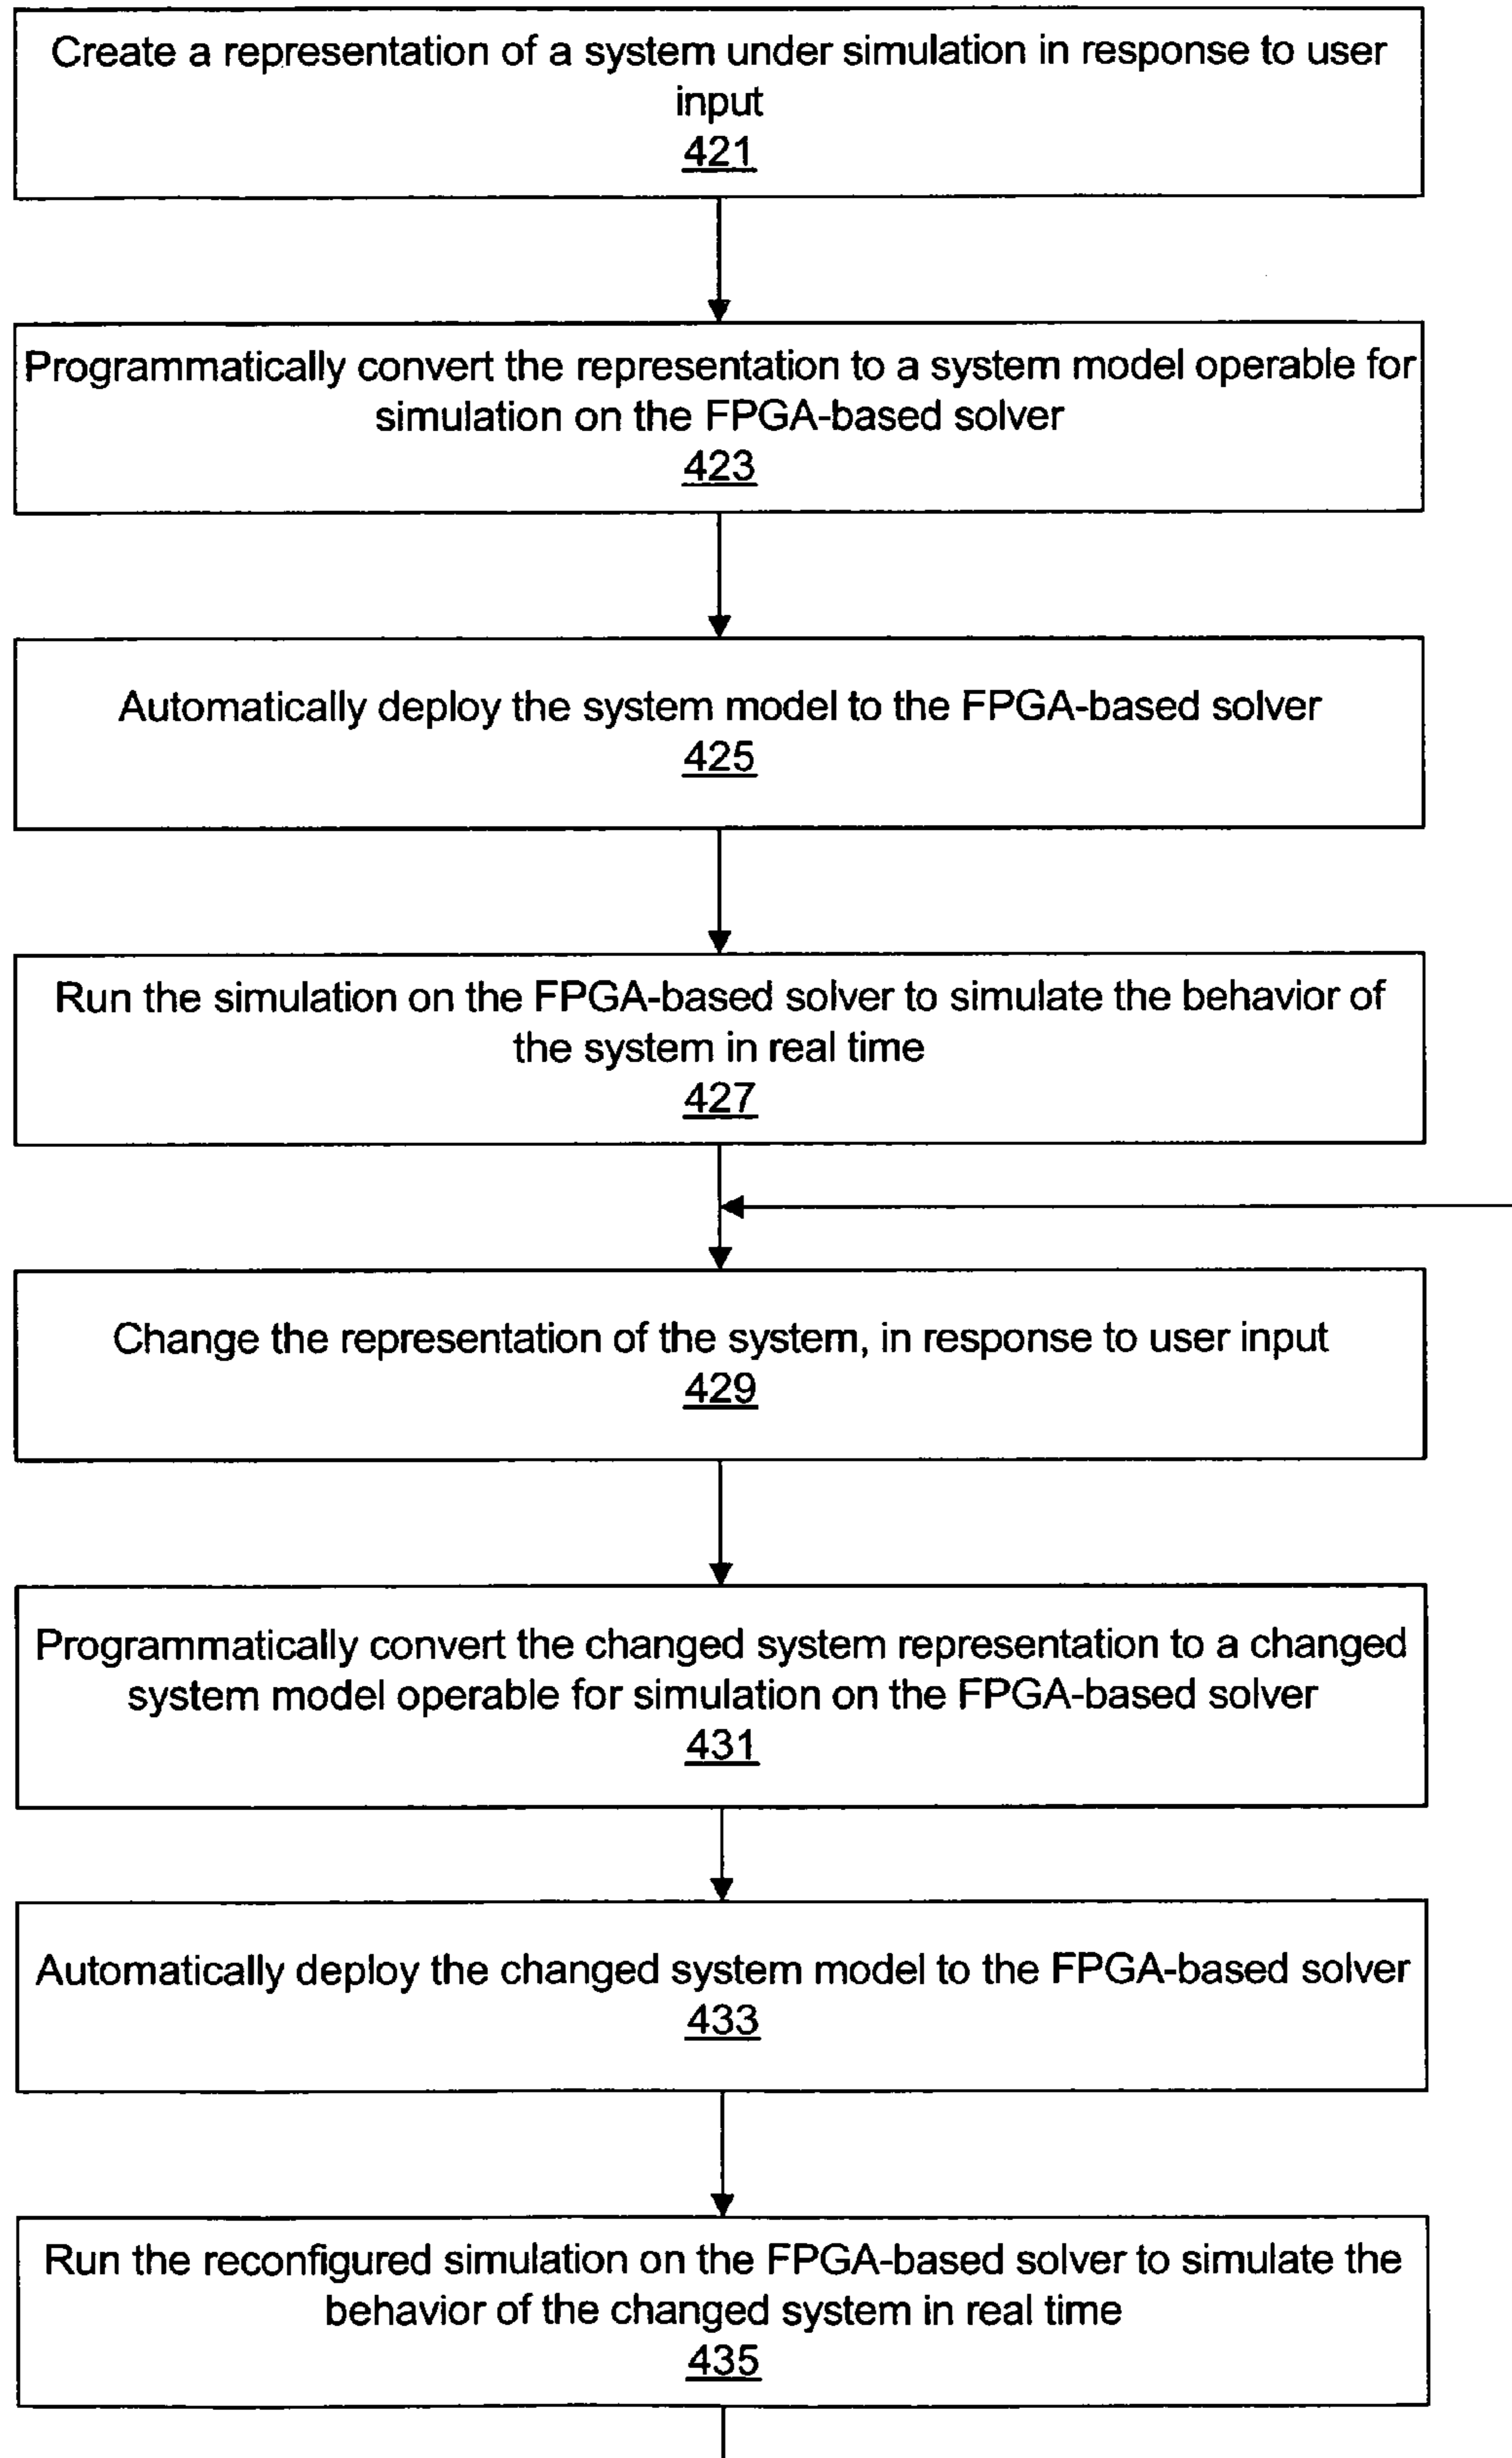 Create a representation of a system under simulation in response to user
input
421
Programmatically convert the representation to a system model operable for
simulation on the FPGA-based solver
423
Automatically deploy the system model to the FPGA-based solver
425
Run the simulation on the FPGA-based solver to simulate the behavior of
the system in real time
427
Change the representation of the system, in response to user input
429
Programmatically convert the changed system representation to a changed
system model operable for simulation on the FPGA-based solver
431
Automatically deploy the changed system model to the FPGA-based solver
433
Run the reconfigured simulation on the FPGA-based solver to simulate the
behavior of the changed system in real time
435